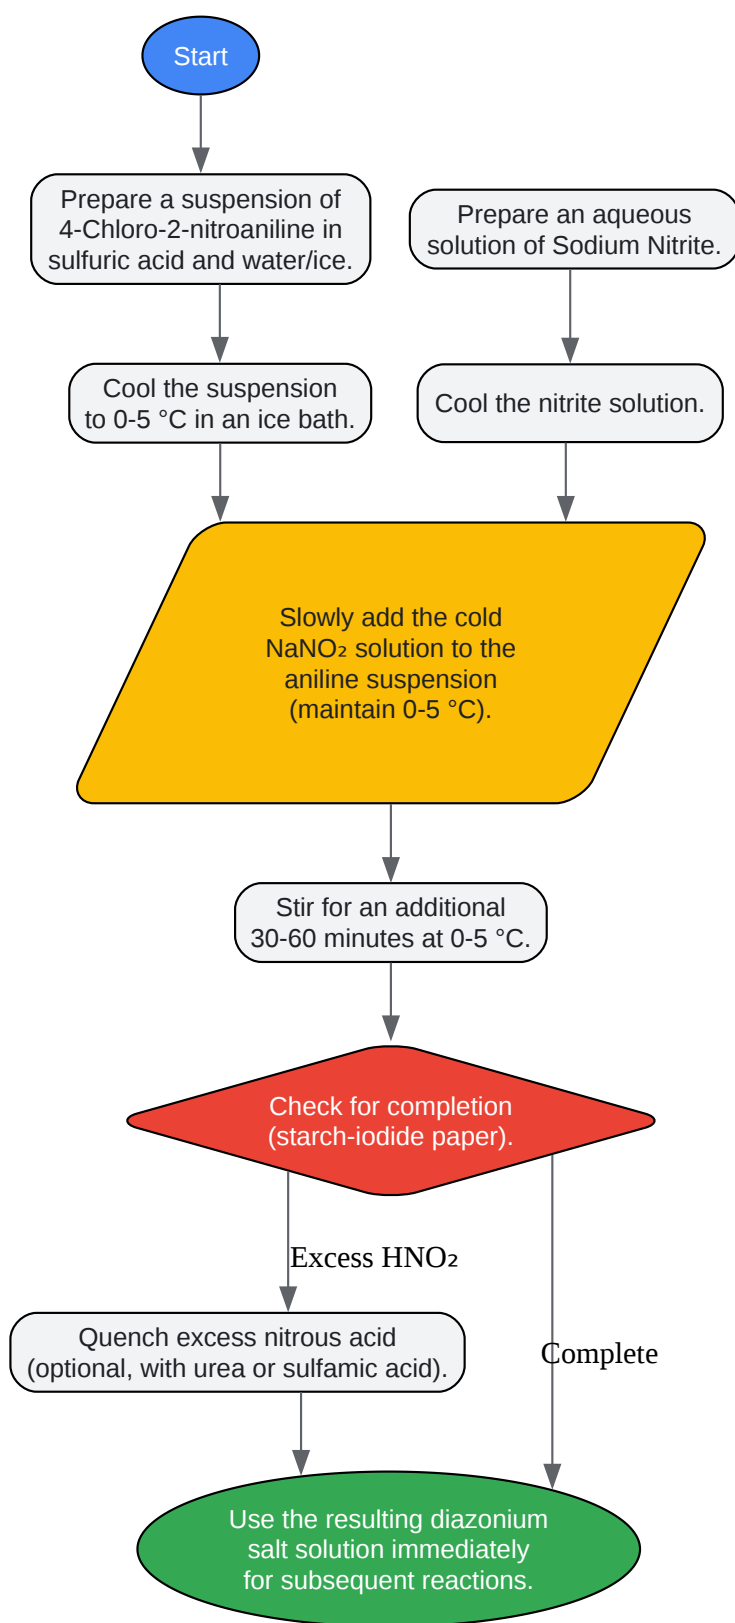 Start
Prepare a suspension of
4-Chloro-2-nitroaniline in
sulfuric acid and water/ice.
Prepare an aqueous
solution of Sodium Nitrite.
Cool the suspension
to 0-5 °C in an ice bath.
Cool the nitrite solution.
Slowly add the cold
NaNO₂ solution to the
aniline suspension
(maintain 0-5 °C).
Stir for an additional
30-60 minutes at 0-5 °C.
Check for completion
(starch-iodide paper).
Excess HNO₂
Quench excess nitrous acid
(optional, with urea or sulfamic acid).
Complete
Use the resulting diazonium
salt solution immediately
for subsequent reactions.